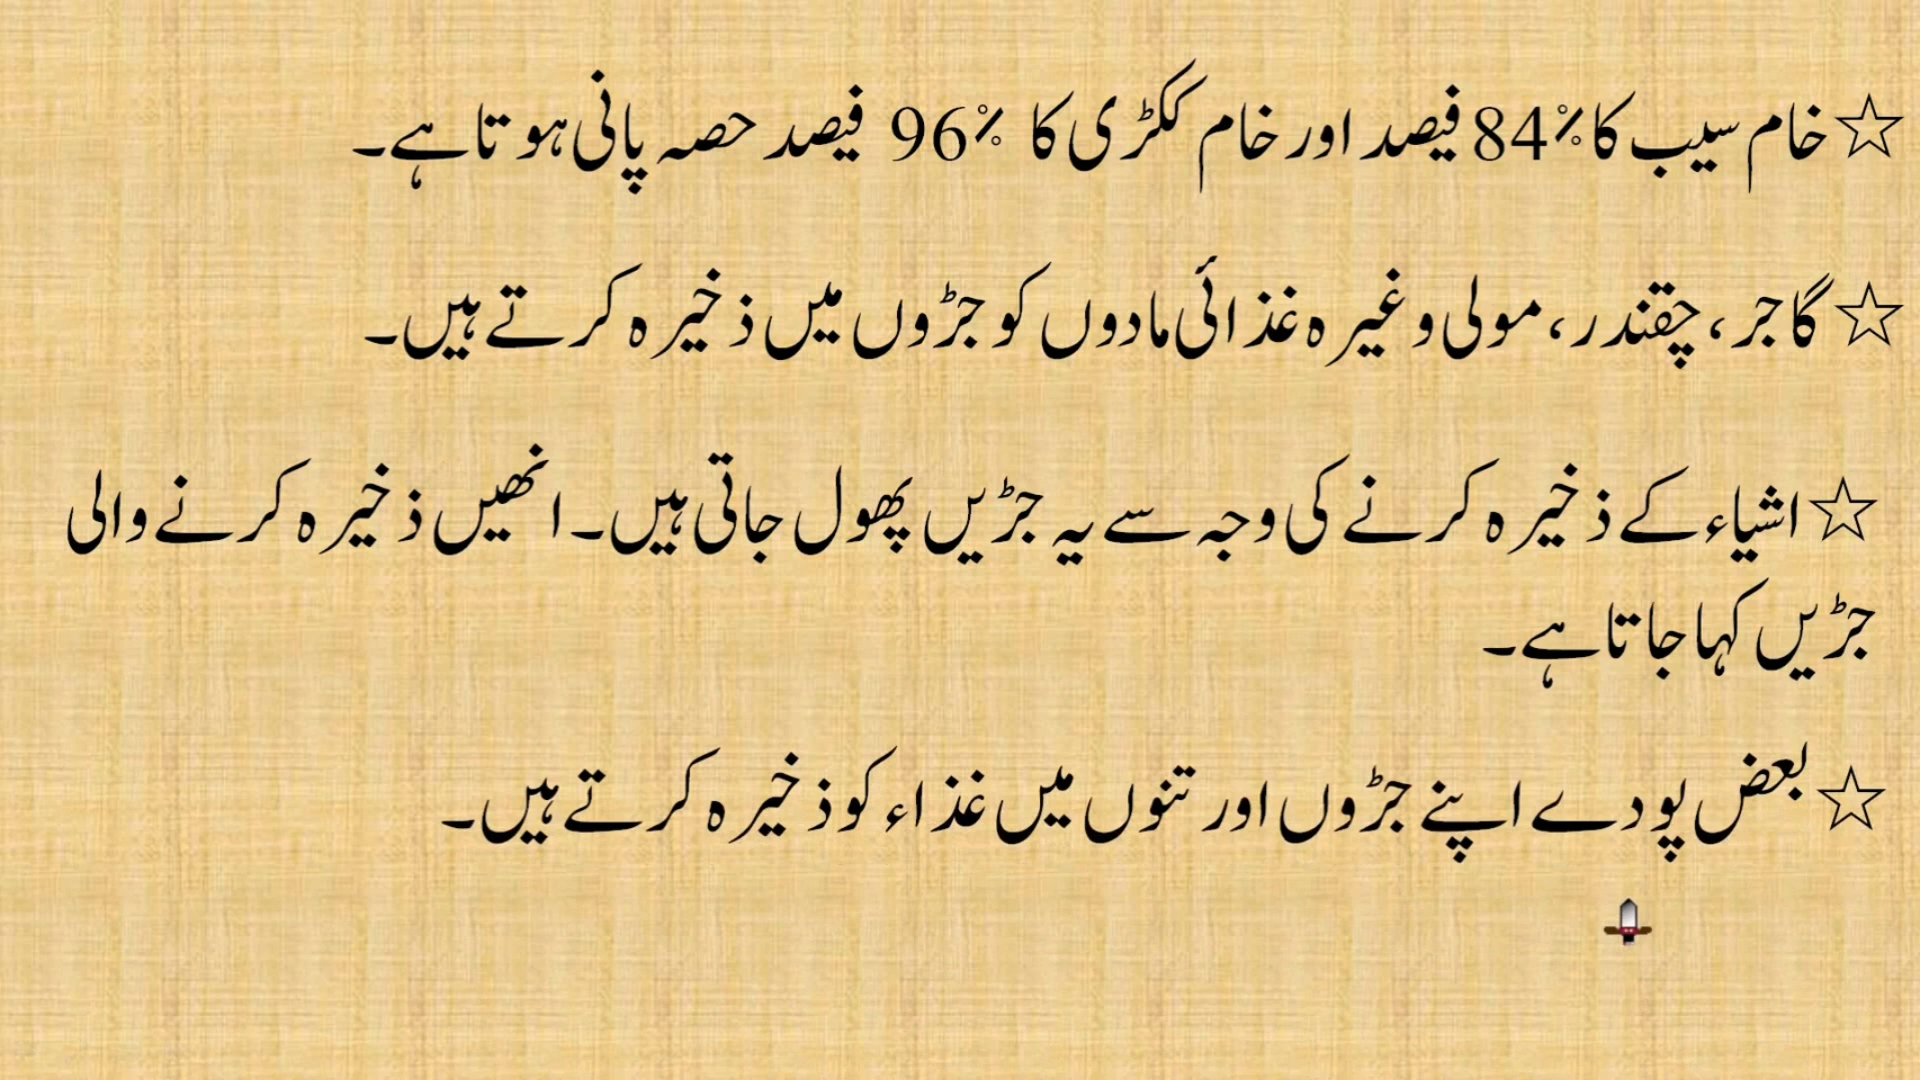 ☆ خام سیب کا 84% فیصد اور خام ککڑی کا 96% فیصد حصہ پانی ہوتا ہے۔
☆ گاجر، چقندر، مولی وغیرہ غذائی مادوں کو جڑوں میں ذخیرہ کرتے ہیں۔
☆ اشیاء کے ذخیرہ کرنے کی وجہ سے یہ جڑیں پھول جاتی ہیں۔ انھیں ذخیرہ کرنے والی
جڑیں کہا جاتا ہے۔
☆ بعض پودے اپنے جڑوں اور تنوں میں غذاء کو ذخیرہ کرتے ہیں۔